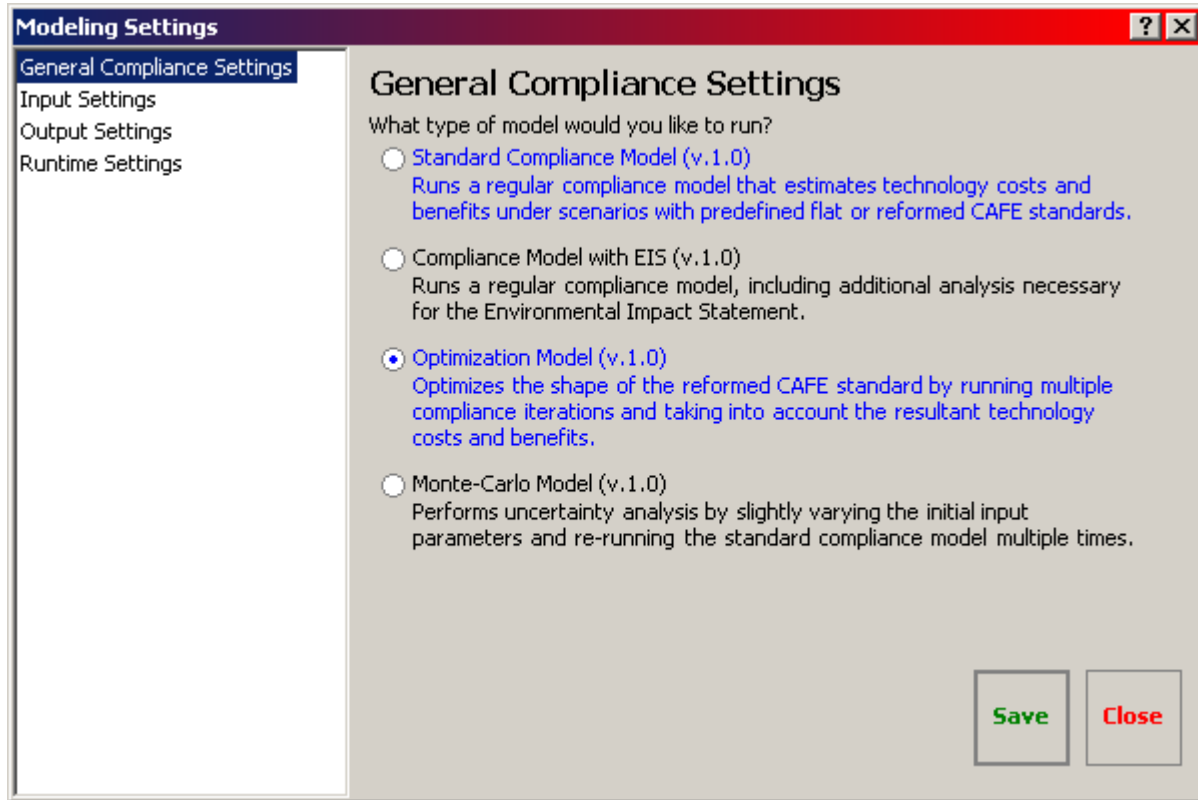 Modeling Settings
General Compliance Settings
Input Settings
Output Settings
Runtime Settings
General Compliance Settings
What type of model would you like to run?
Standard Compliance Model (v.1.0)
Runs a regular compliance model that estimates technology costs and
benefits under scenarios with predefined flat or reformed CAFE standards.
Compliance Model with EIS (v.1.0)
Runs a regular compliance model, including additional analysis necessary
for the Environmental Impact Statement.
Optimization Model (v.1.0)
Optimizes the shape of the reformed CAFE standard by running multiple
compliance iterations and taking into account the resultant technology
costs and benefits.
Monte-Carlo Model (v.1.0)
Performs uncertainty analysis by slightly varying the initial input
parameters and re-running the standard compliance model multiple times.
Save
Close